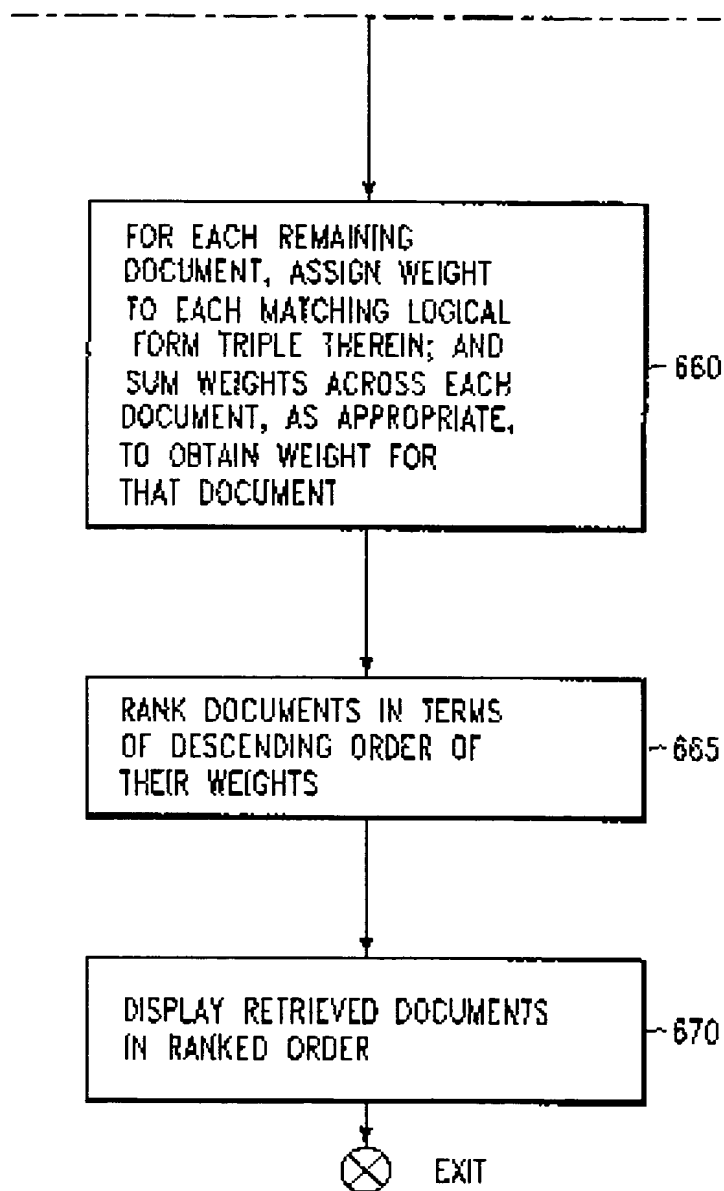 FOR EACH REMAINING
DOCUMENT, ASSIGN WEIGHT
TO EACH MATCHING LOGICAL
FORM TRIPLE THEREIN; AND
SUM WEIGHTS ACROSS EACH
DOCUMENT, AS APPROPRIATE,
TO OBTAIN WEIGHT FOR
THAT DOCUMENT
660
RANK DOCUMENTS IN TERMS
OF DESCENDING ORDER OF
THEIR WEIGHTS
665
DISPLAY RETRIEVED DOCUMENTS
IN RANKED ORDER
670
EXIT